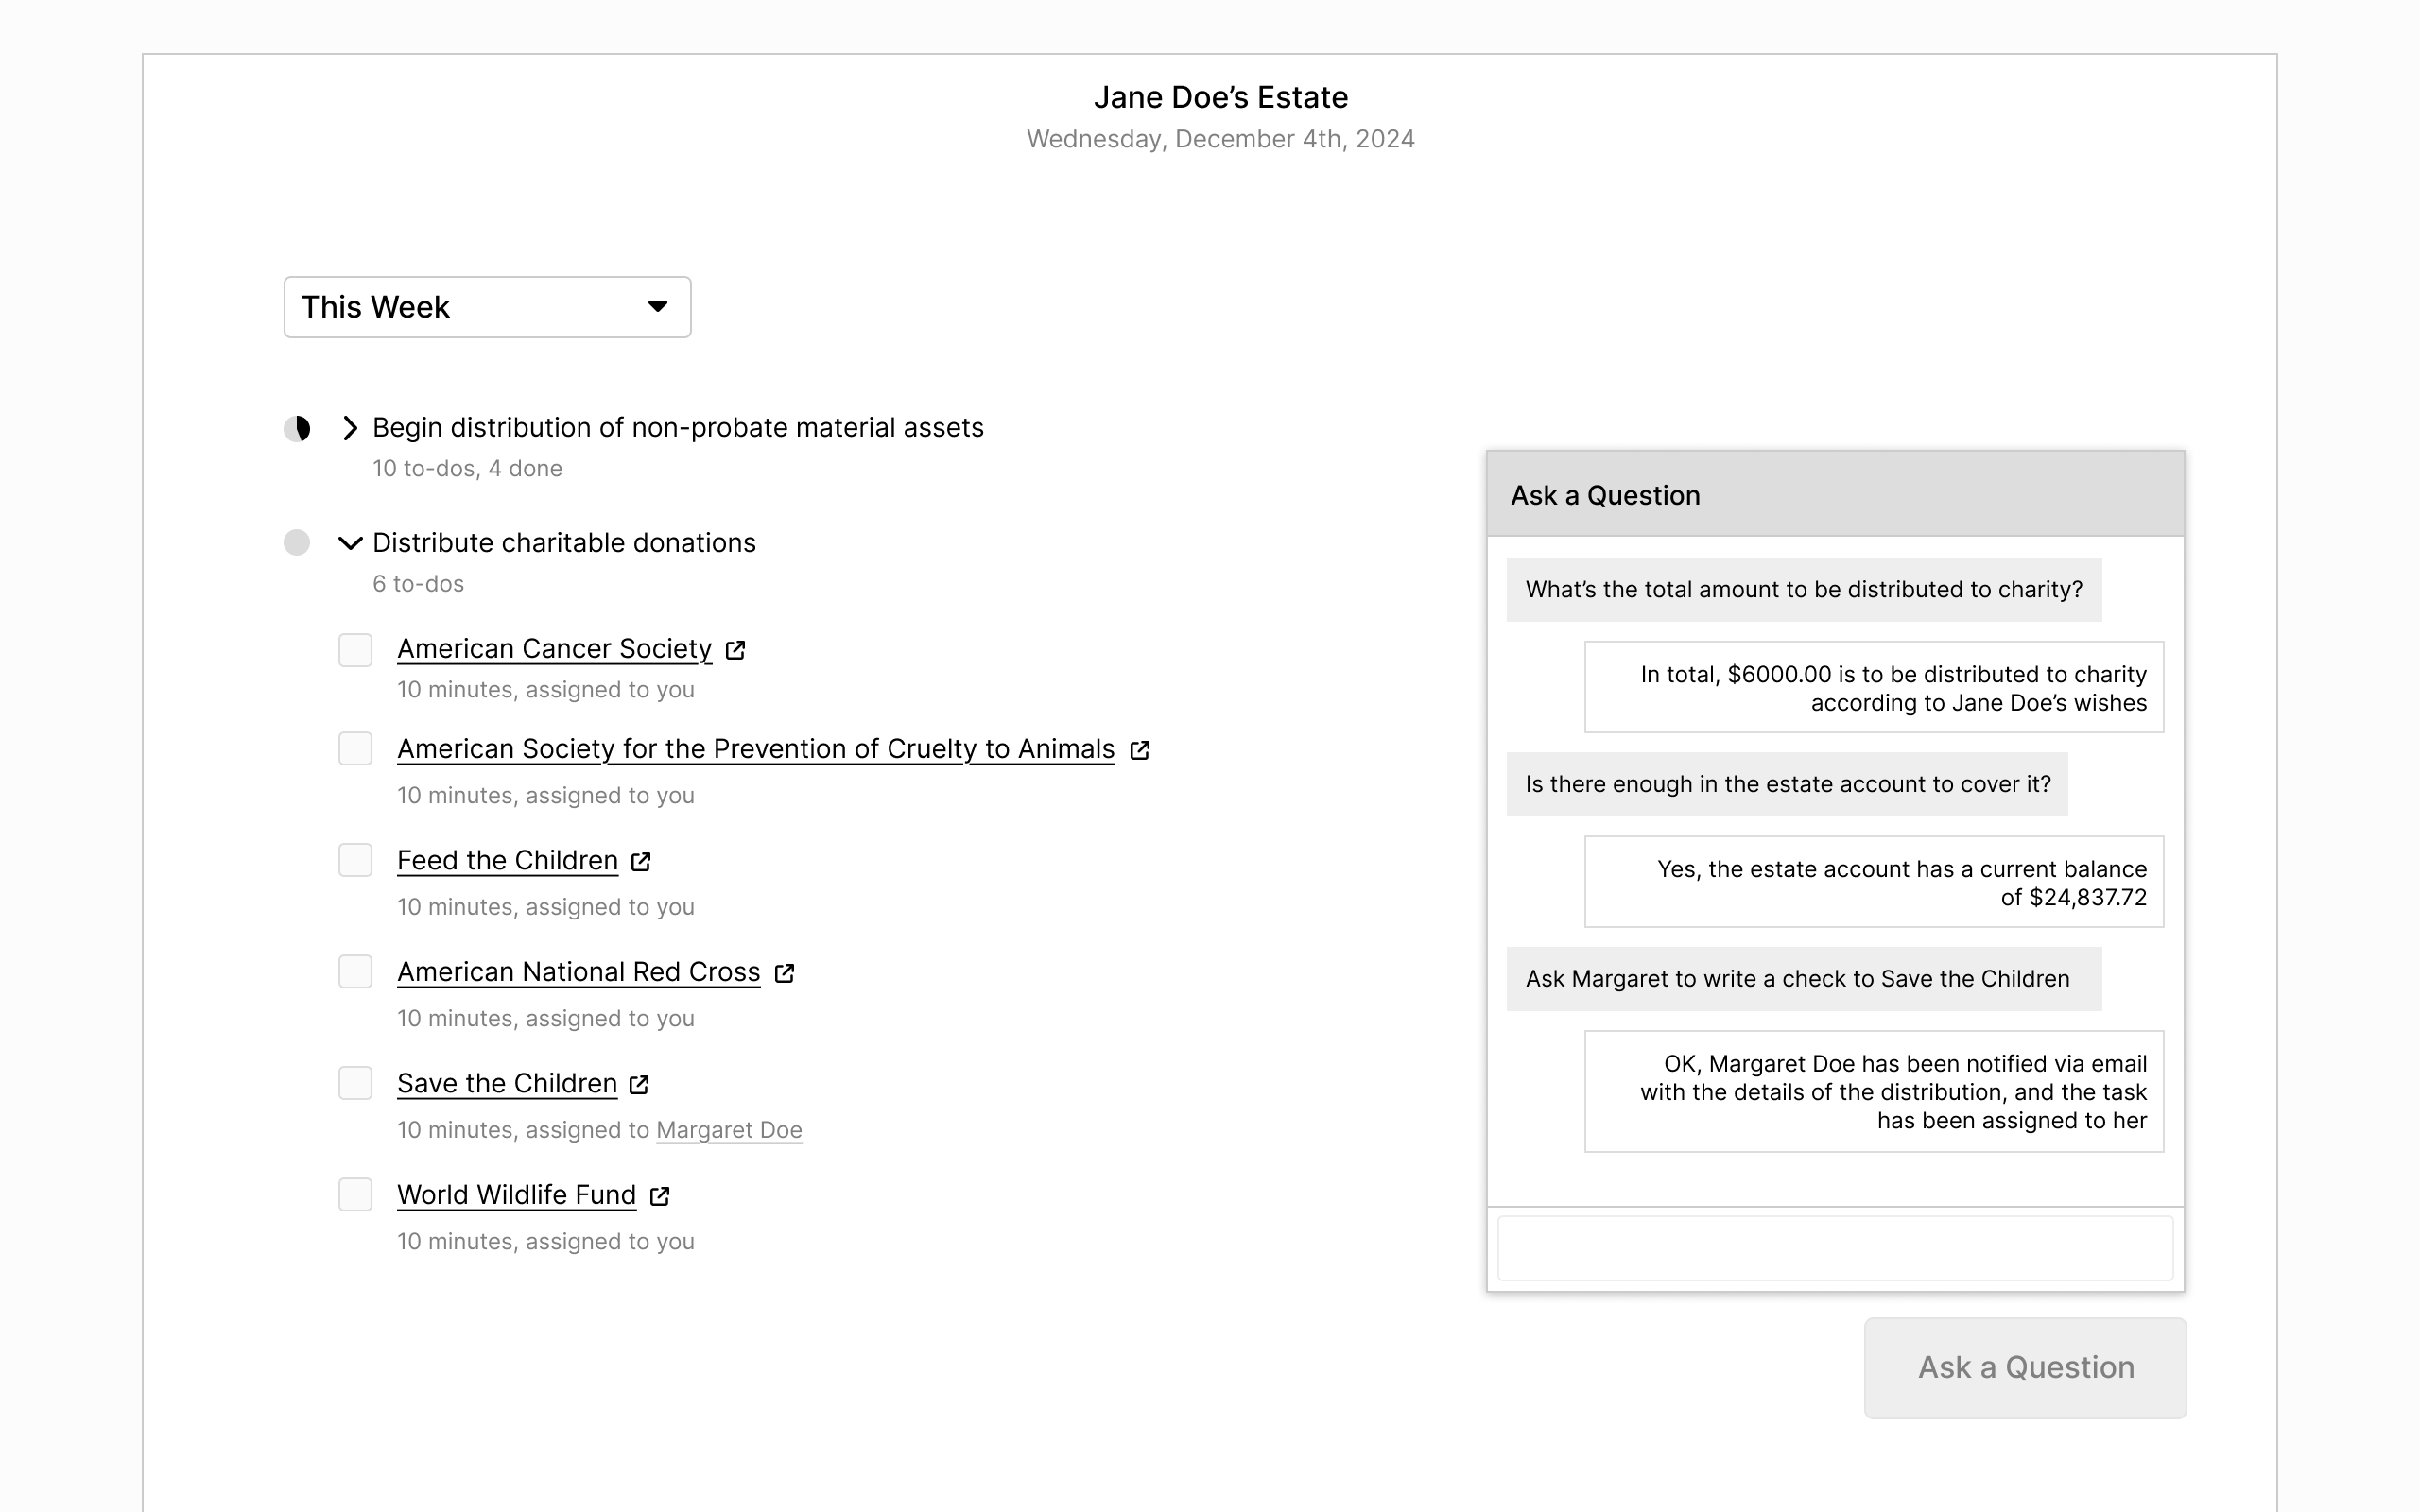 Jane Doe’s Estate
Wednesday, December 4th, 2024
This Week
Begin distribution of non-probate material assets
10 to-dos, 4 done
Distribute charitable donations
6 to-dos
American Cancer Society
10 minutes, assigned to you
American Society for the Prevention of Cruelty to Animals
10 minutes, assigned to you
Feed the Children
10 minutes, assigned to you
American National Red Cross
10 minutes, assigned to you
Save the Children
10 minutes, assigned to Margaret Doe
World Wildlife Fund
10 minutes, assigned to you
Ask a Question
What’s the total amount to be distributed to charity?
In total, $6000.00 is to be distributed to charity
according to Jane Doe’s wishes
Is there enough in the estate account to cover it?
Yes, the estate account has a current balance
of $24,837.72
Ask Margaret to write a check to Save the Children
OK, Margaret Doe has been notified via email
with the details of the distribution, and the task
has been assigned to her
Ask a Question